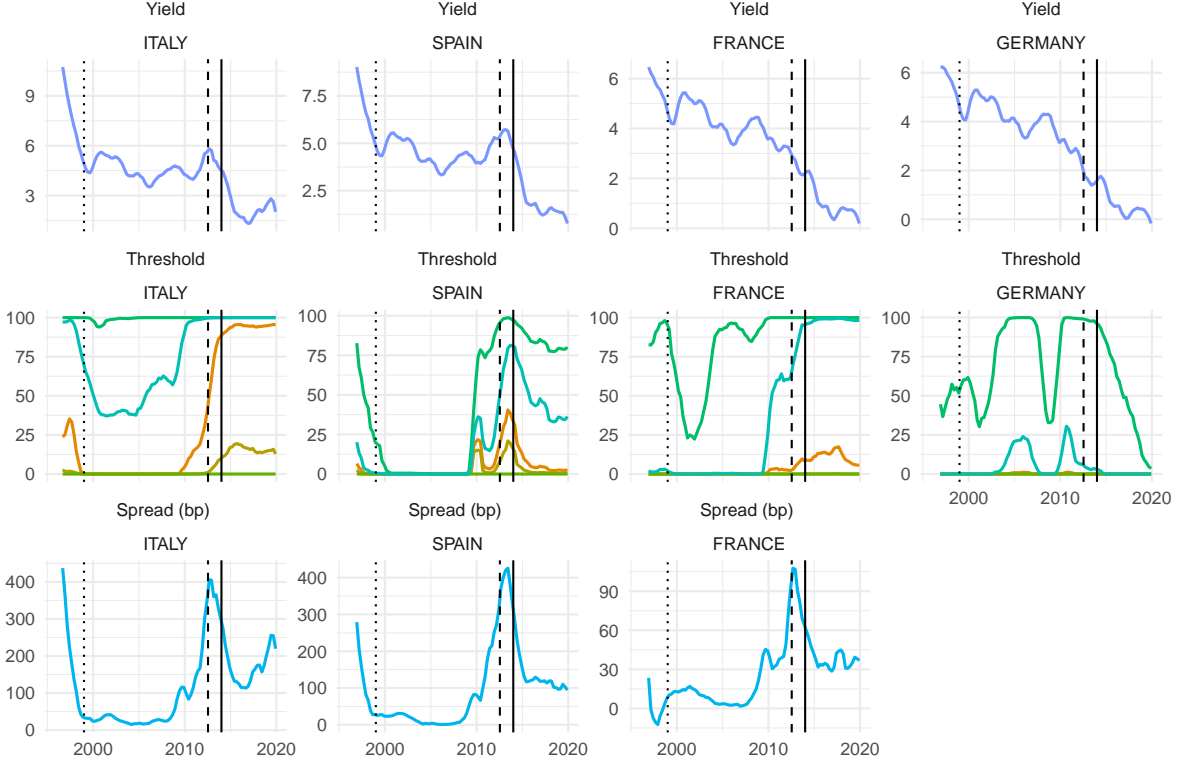 Yield Yield Yield Yield
ITALY SPAIN FRANCE GERMANY
9 6 3
7.5 5.0 2.5
6 4 2 0
6 4 2 0
Threshold Threshold Threshold Threshold
ITALY SPAIN FRANCE GERMANY
100 75 50 25 0
100 75 50 25 0
100 75 50 25 0
100 75 50 25 0
2000 2010 2020
Spread (bp) Spread (bp) Spread (bp)
ITALY SPAIN FRANCE
400 300 200 100 0
400 300 200 100 0
90 60 30 0
2000 2010 2020 2000 2010 2020 2000 2010 2020